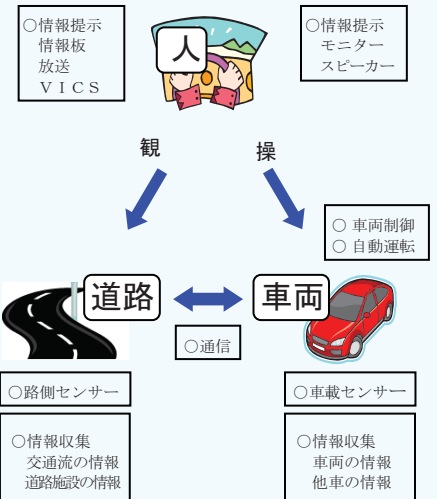 ○情報提示
情報板
放送
ＶＩＣＳ
人
○情報提示
モニター
スピーカー
観
操
○ 車両制御
○ 自動運転
道路
車両
○通信
○路側センサー
○車載センサー
○情報収集
交通流の情報
道路施設の情報
○情報収集
車両の情報
他車の情報